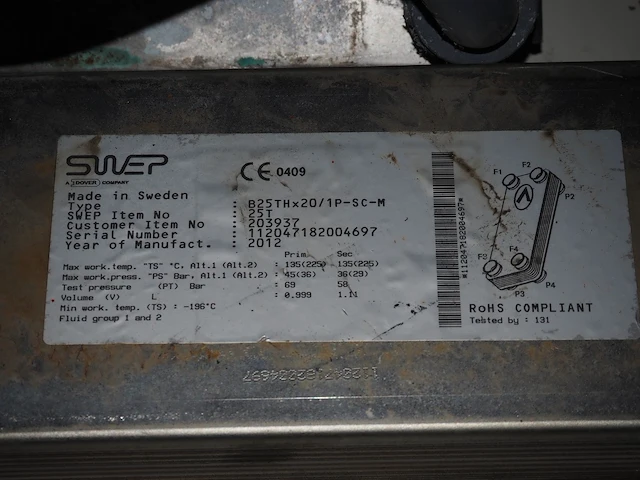 SWEP
A DOVER COMPANY
CE 0409
Made in Sweden
Type : B25THx20/1P-SC-M
SWEP Item No : 25T
Customer Item No : 203937
Serial Number : 112047182004697
Year of Manufact. : 2012
Prim. Sec
Max work.temp. "TS" °C. Alt.1 (Alt.2) : 135(225) 135(225)
Max work.press. "PS" Bar, Alt.1 (Alt.2) : 45(36) 36(29)
Test pressure (PT) Bar : 69 58
Volume (V) L : 0.999 1.11
Min work. temp. (TS) : -196°C
Fluid group 1 and 2
*112047182004697*
F1
F2
P2
F3
F4
P4
P3
RoHS COMPLIANT
Tested by : 131
112047182004697